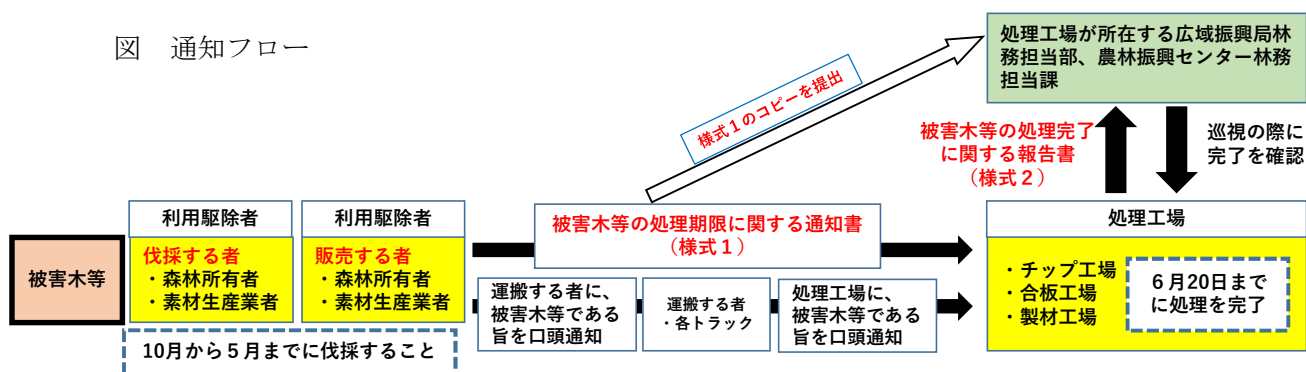 図　通知フロー
処理工場が所在する広域振興局林
務担当部、農林振興センター林務
担当課
様式１のコピーを提出
被害木等の処理完了
に関する報告書
（様式２）
巡視の際に
完了を確認
被害木等
利用駆除者
伐採する者
・森林所有者
・素材生産業者
利用駆除者
販売する者
・森林所有者
・素材生産業者
10月から５月までに伐採すること
被害木等の処理期限に関する通知書
（様式１）
運搬する者に、
被害木等である
旨を口頭通知
運搬する者
・各トラック
処理工場に、
被害木等である
旨を口頭通知
処理工場
・チップ工場
・合板工場
・製材工場
６月20日まで
に処理を完了